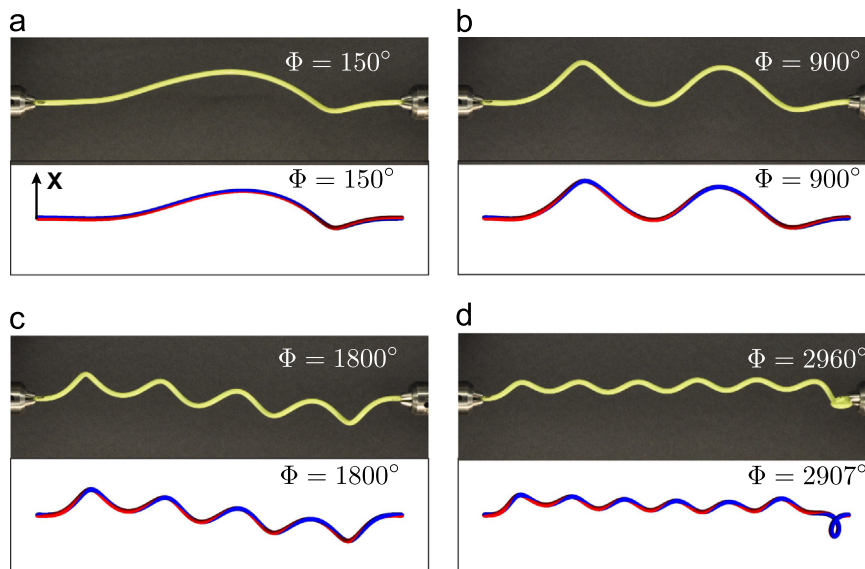 a
Φ = 150°
X
Φ = 150°
b
Φ = 900°
Φ = 900°
c
Φ = 1800°
Φ = 1800°
d
Φ = 2960°
Φ = 2907°